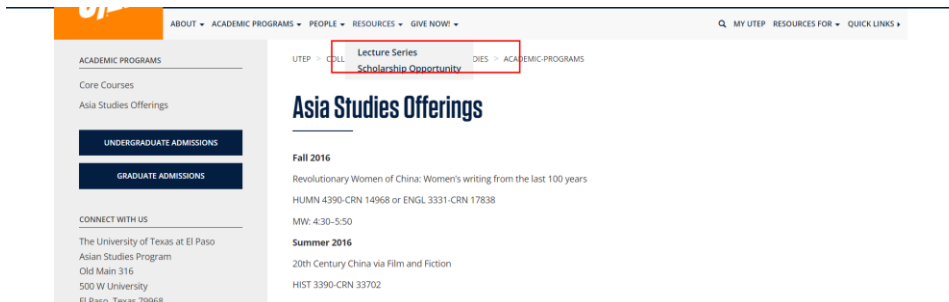 ABOUT ACADEMIC PROGRAMS PEOPLE RESOURCES GIVE NOW! MY UTEP RESOURCES FOR QUICK LINKS
Lecture Series
Scholarship Opportunity
UTEP > > ACADEMIC-PROGRAMS
ACADEMIC PROGRAMS
Core Courses
Asia Studies Offerings
UNDERGRADUATE ADMISSIONS
GRADUATE ADMISSIONS
CONNECT WITH US
The University of Texas at El Paso
Asian Studies Program
Old Main 316
500 W University
El Paso, Texas 79968
Asia Studies Offerings
Fall 2016
Revolutionary Women of China: Women's writing from the last 100 years
HUMN 4390-CRN 14968 or ENGL 3331-CRN 17838
MW: 4:30–5:50
Summer 2016
20th Century China via Film and Fiction
HIST 3390-CRN 33702